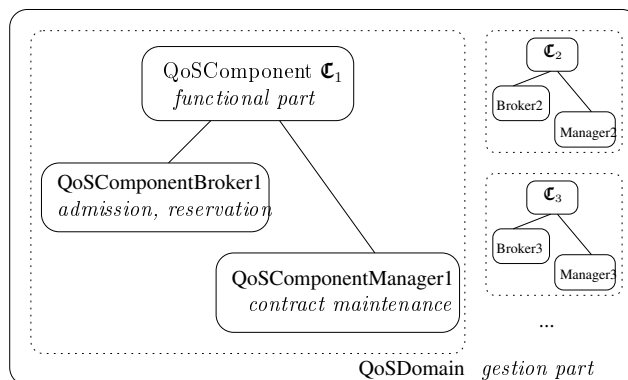 QoSComponent ℭ₁
functional part
QoSComponentBroker1
admission, reservation
QoSComponentManager1
contract maintenance
ℭ₂
Broker2
Manager2
ℭ₃
Broker3
Manager3
...
QoSDomain gestion part